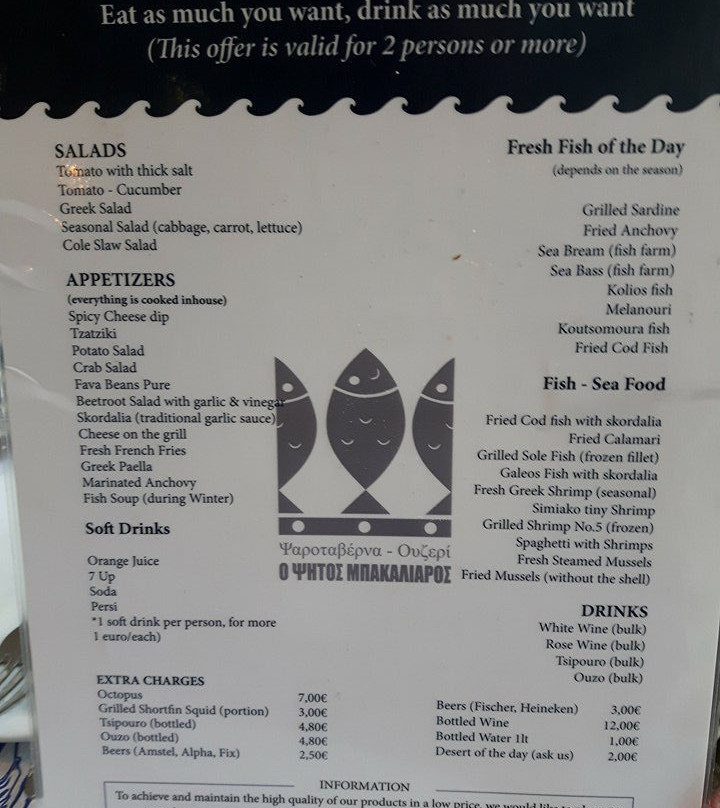 Eat as much you want, drink as much you want
(This offer is valid for 2 persons or more)
SALADS
Tomato with thick salt
Tomato - Cucumber
Greek Salad
Seasonal Salad (cabbage, carrot, lettuce)
Cole Slaw Salad
APPETIZERS
(everything is cooked inhouse)
Spicy Cheese dip
Tzatziki
Potato Salad
Crab Salad
Fava Beans Pure
Beetroot Salad with garlic & vinegar
Skordalia (traditional garlic sauce)
Cheese on the grill
Fresh French Fries
Greek Paella
Marinated Anchovy
Fish Soup (during Winter)
Soft Drinks
Orange Juice
7 Up
Soda
Persi
*1 soft drink per person, for more
1 euro/each)
Fresh Fish of the Day
(depends on the season)
Grilled Sardine
Fried Anchovy
Sea Bream (fish farm)
Sea Bass (fish farm)
Kolios fish
Melanouri
Koutsomoura fish
Fried Cod Fish
Fish - Sea Food
Fried Cod fish with skordalia
Fried Calamari
Grilled Sole Fish (frozen fillet)
Galeos Fish with skordalia
Fresh Greek Shrimp (seasonal)
Simiako tiny Shrimp
Grilled Shrimp No.5 (frozen)
Spaghetti with Shrimps
Fresh Steamed Mussels
Fried Mussels (without the shell)
Ψαροταβέρνα - Ουζερί
Ο ΨΗΤΟΣ ΜΠΑΚΑΛΙΑΡΟΣ
DRINKS
White Wine (bulk)
Rose Wine (bulk)
Tsipouro (bulk)
Ouzo (bulk)
EXTRA CHARGES
Octopus 7,00€
Grilled Shortfin Squid (portion) 3,00€
Tsipouro (bottled) 4,80€
Ouzo (bottled) 4,80€
Beers (Amstel, Alpha, Fix) 2,50€
Beers (Fischer, Heineken) 3,00€
Bottled Wine 12,00€
Bottled Water 1lt 1,00€
Desert of the day (ask us) 2,00€
INFORMATION
To achieve and maintain the high quality of our products in a low price, we would like to